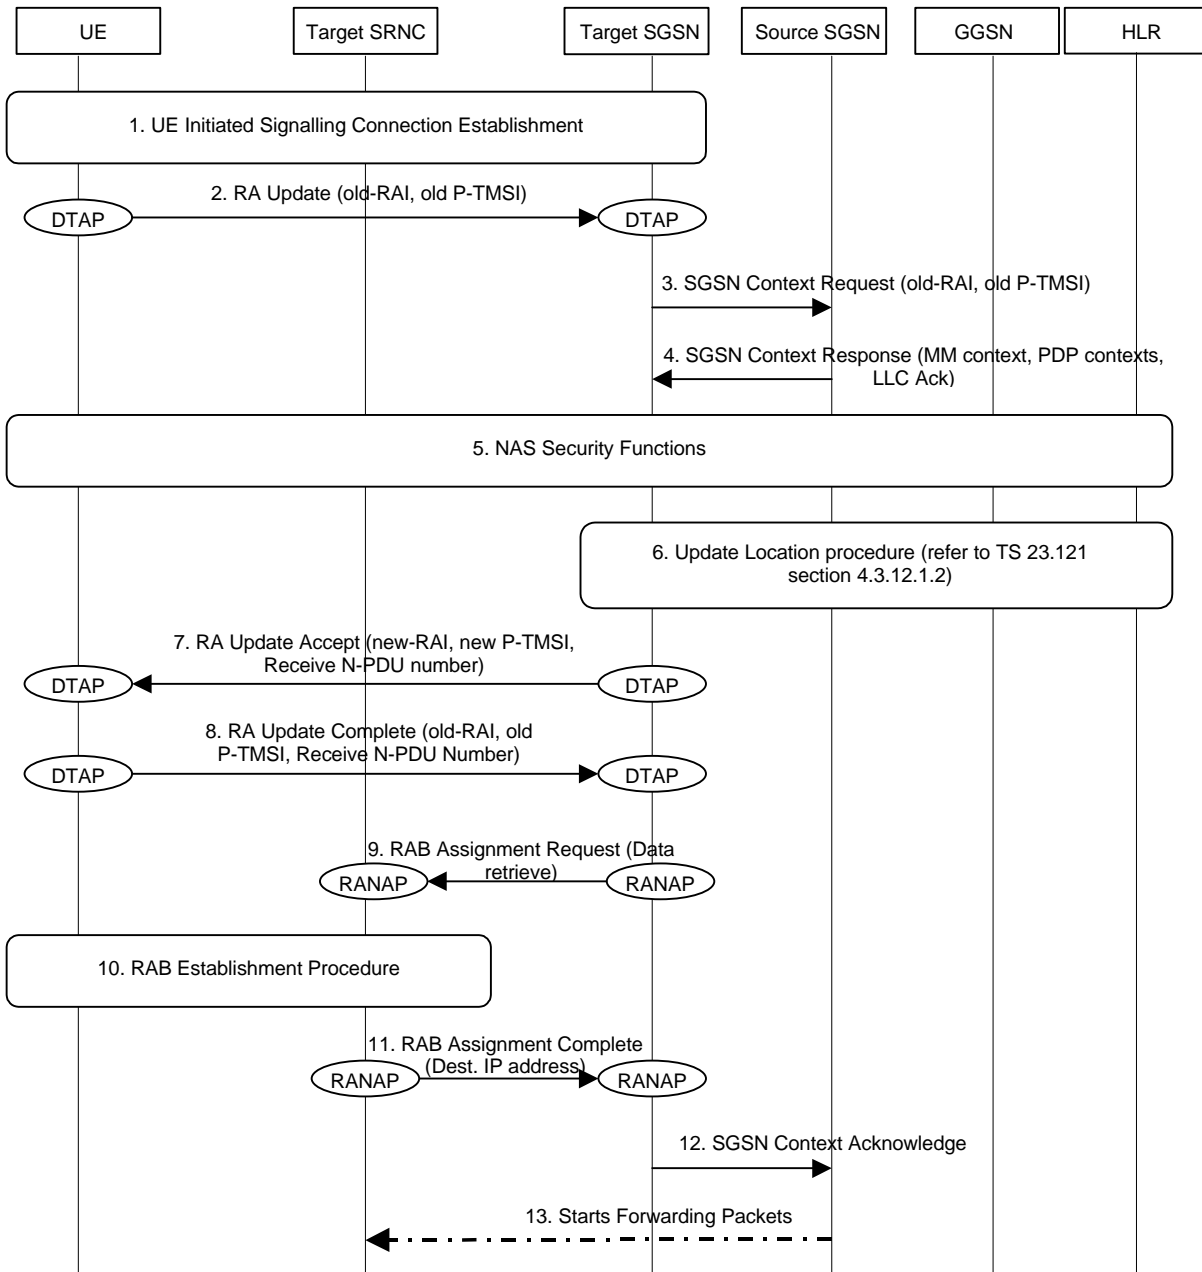 UE
Target SRNC
Target SGSN
Source SGSN
GGSN
HLR
1. UE Initiated Signalling Connection Establishment
2. RA Update (old-RAI, old P-TMSI)
DTAP
DTAP
3. SGSN Context Request (old-RAI, old P-TMSI)
4. SGSN Context Response (MM context, PDP contexts,
LLC Ack)
5. NAS Security Functions
6. Update Location procedure (refer to TS 23.121
section 4.3.12.1.2)
7. RA Update Accept (new-RAI, new P-TMSI,
Receive N-PDU number)
DTAP
DTAP
8. RA Update Complete (old-RAI, old
P-TMSI, Receive N-PDU Number)
DTAP
DTAP
9. RAB Assignment Request (Data
retrieve)
RANAP
RANAP
10. RAB Establishment Procedure
11. RAB Assignment Complete
(Dest. IP address)
RANAP
RANAP
12. SGSN Context Acknowledge
13. Starts Forwarding Packets